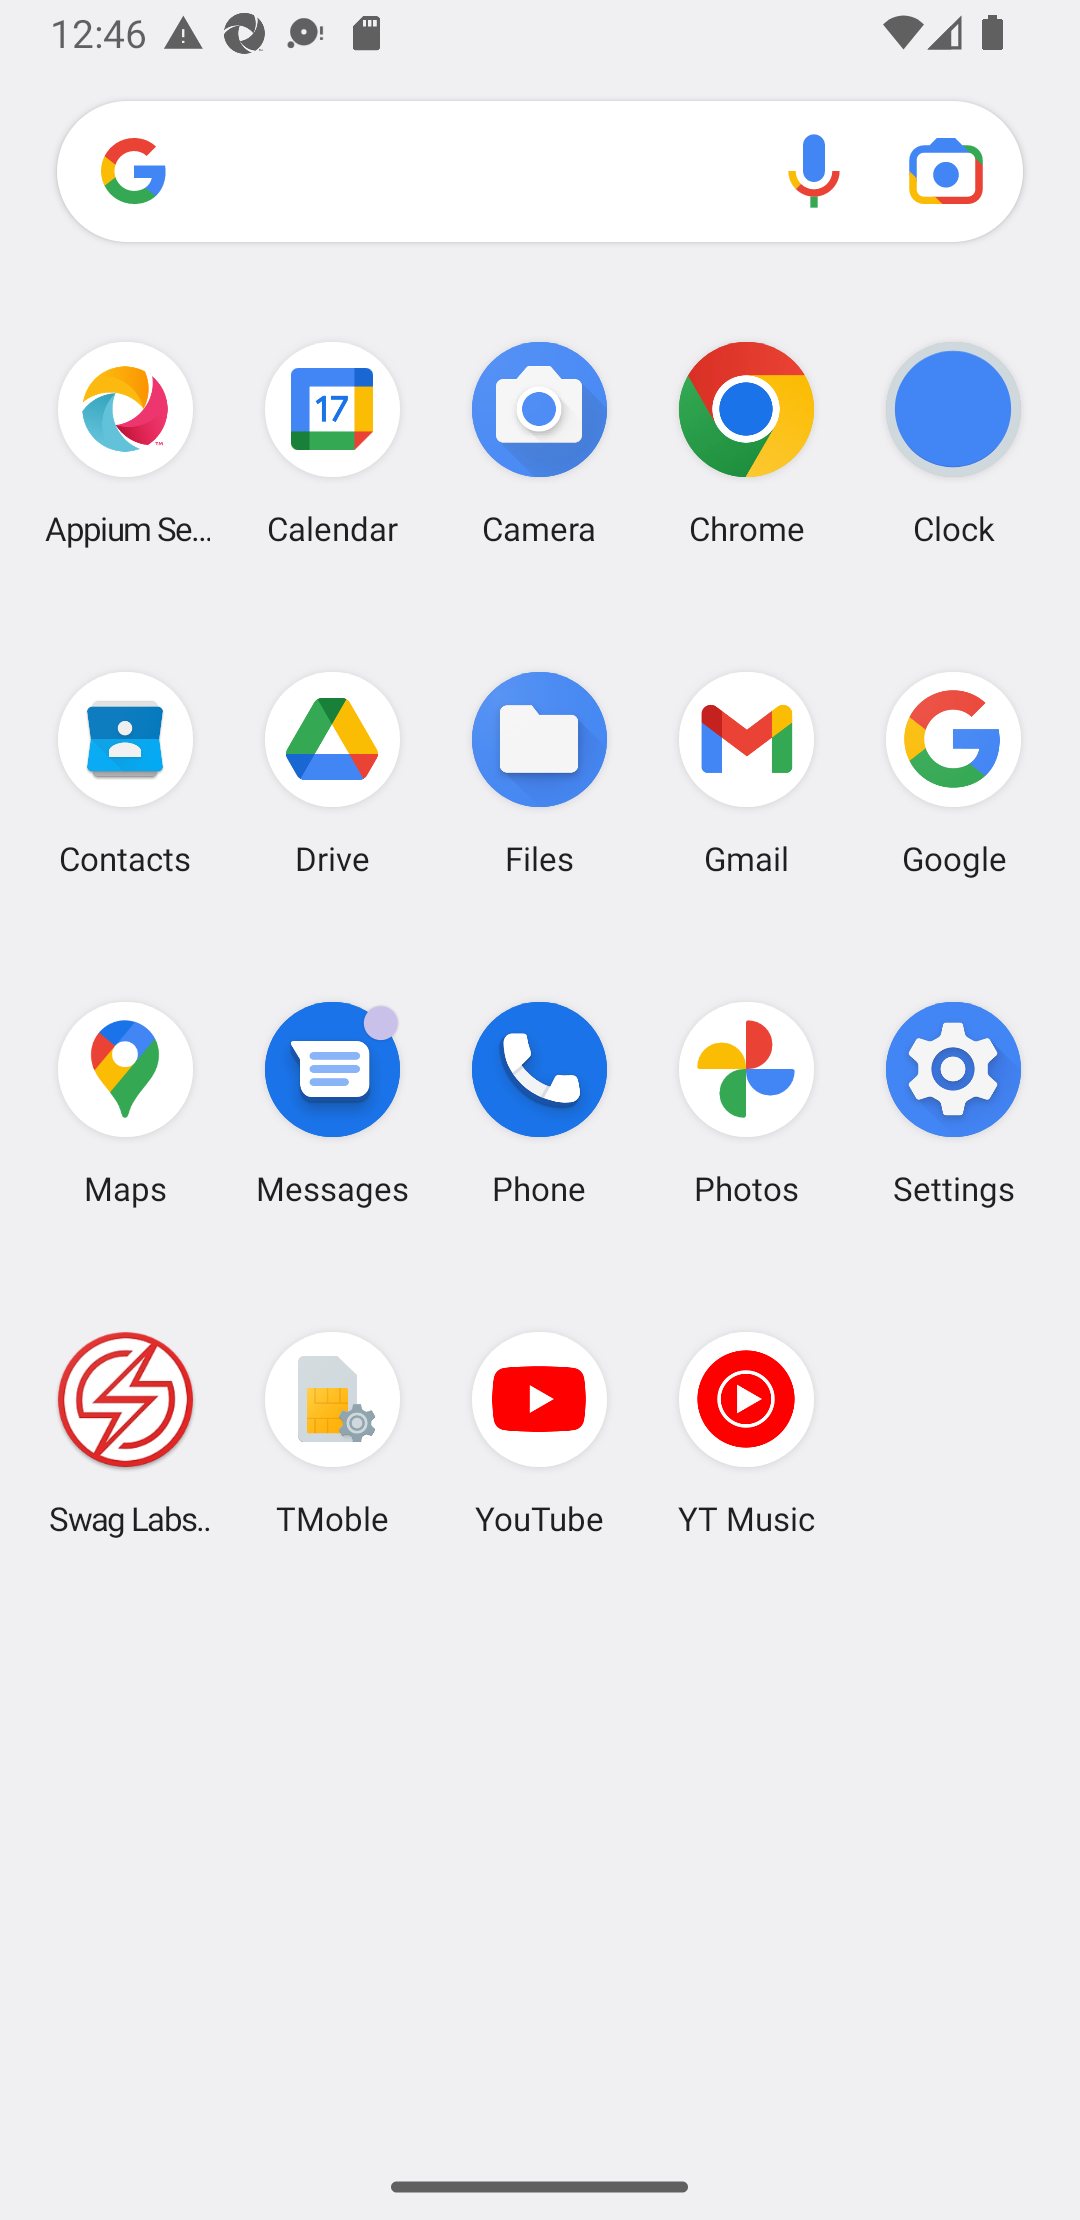 12:46
17
Appium Se... Calendar Camera Chrome Clock
Contacts Drive Files Gmail Google
Maps Messages Phone Photos Settings
Swag Labs.. TMoble YouTube YT Music